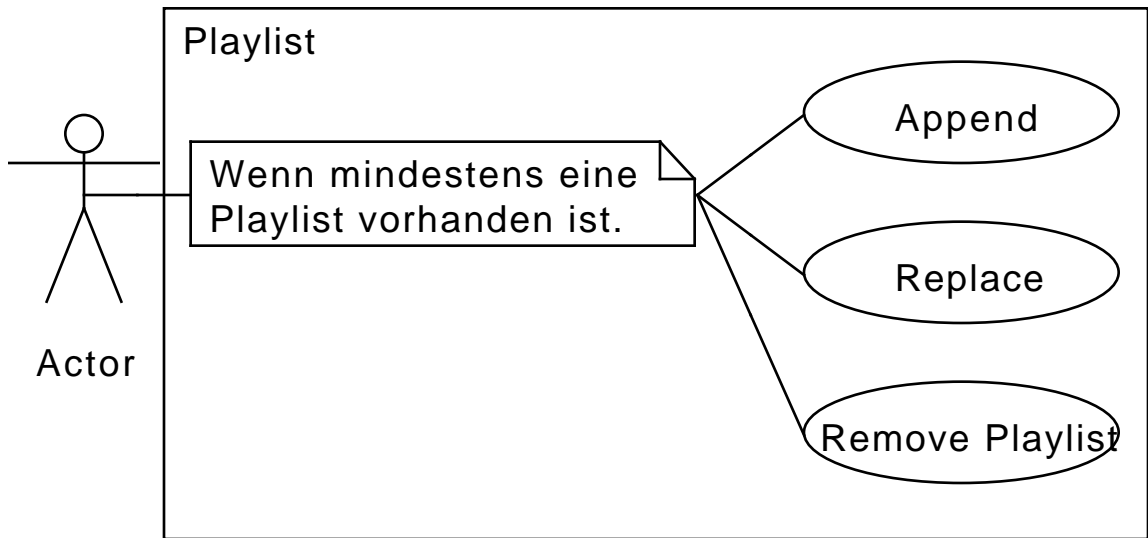 Playlist
Append
Wenn mindestens eine
Playlist vorhanden ist.
Replace
Actor
Remove Playlist